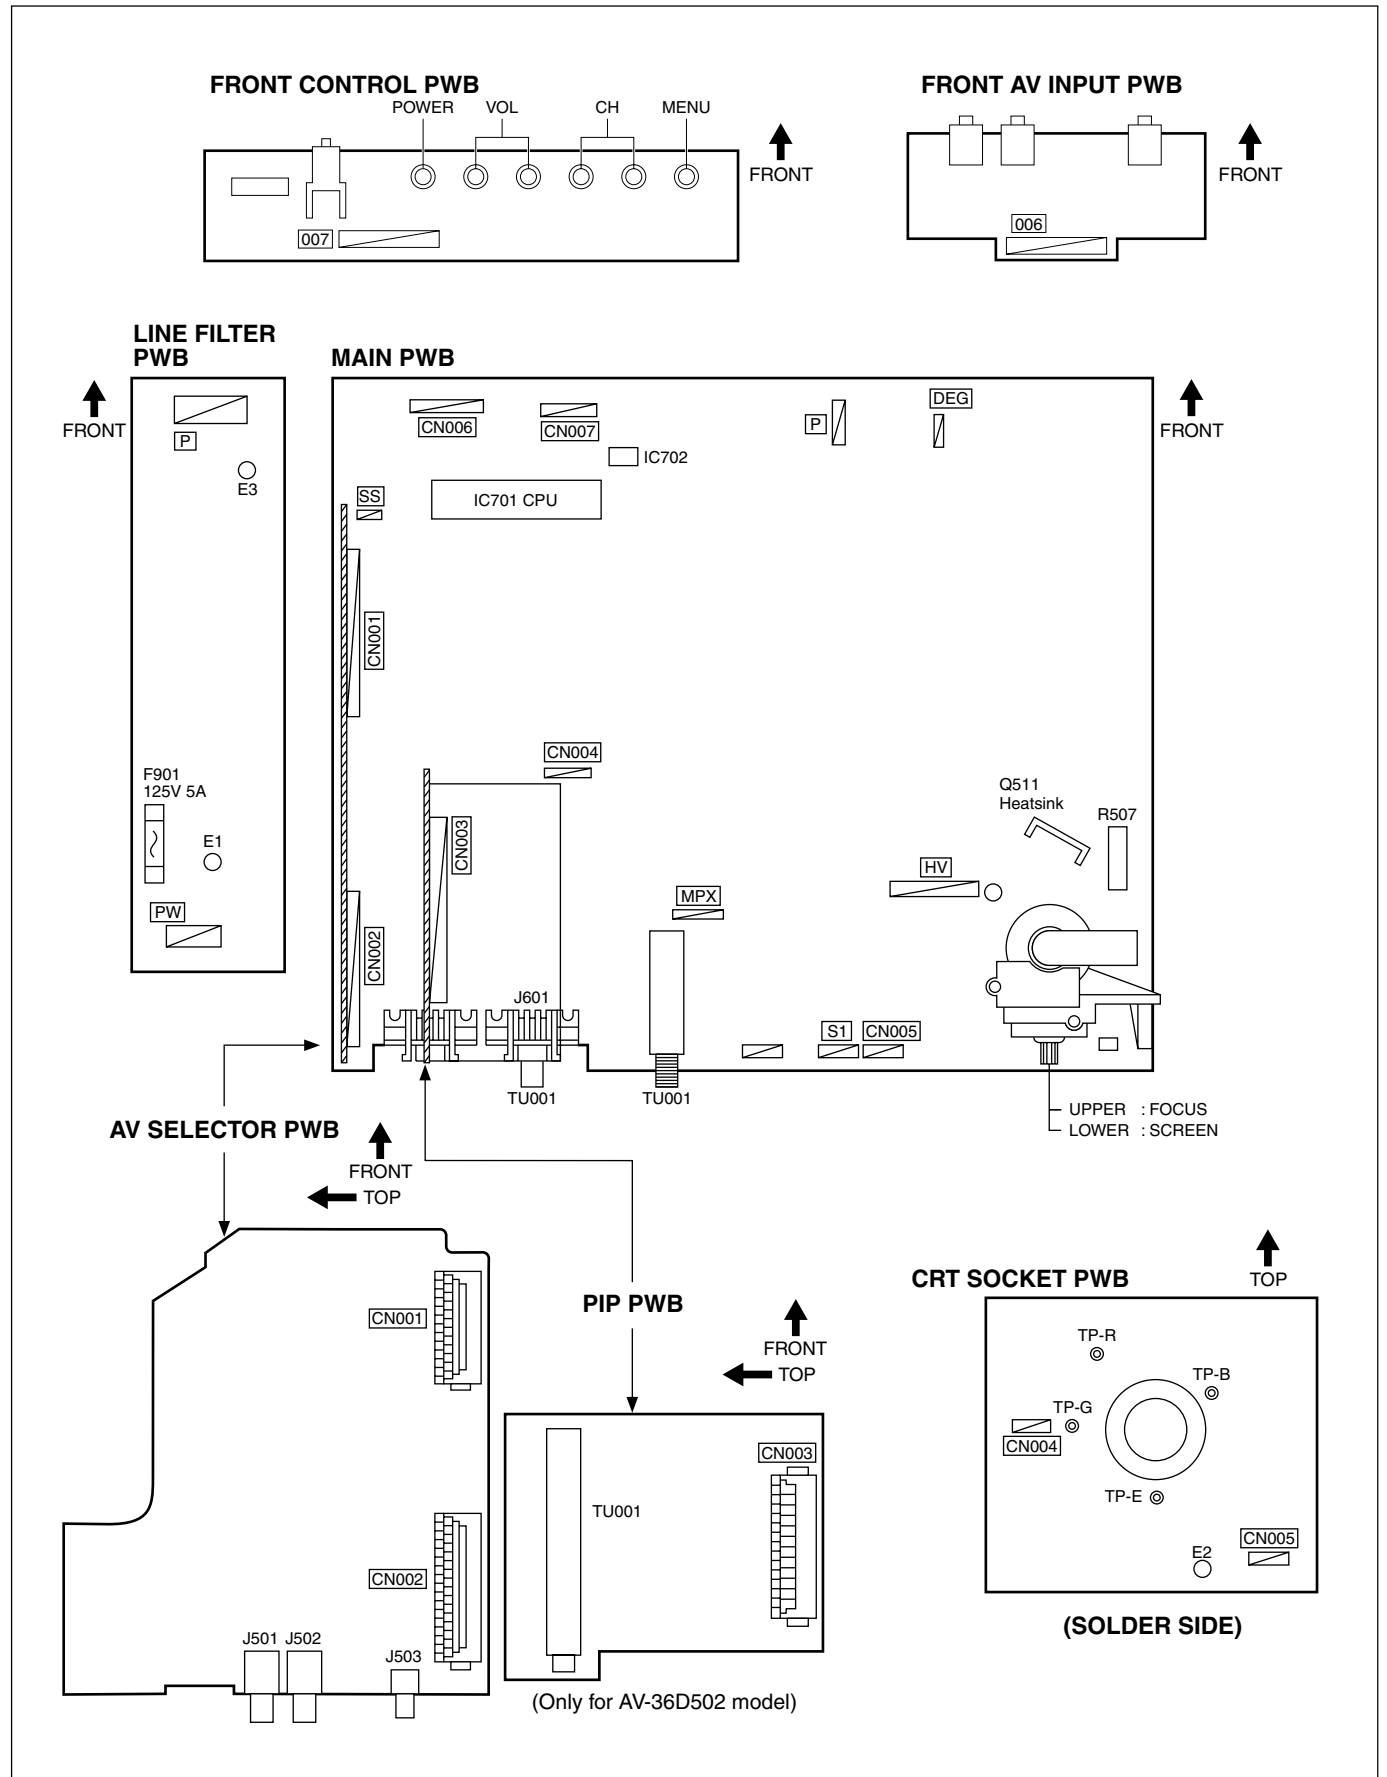 FRONT CONTROL PWB
POWER VOL CH MENU
FRONT
007
FRONT AV INPUT PWB
FRONT
006
LINE FILTER
PWB
FRONT
P
E3
F901
125V 5A
E1
PW
MAIN PWB
FRONT
CN006
CN007
P
DEG
IC702
SS
IC701 CPU
CN001
CN004
CN003
Q511
Heatsink
R507
HV
MPX
CN002
J601
S1
CN005
TU001
TU001
UPPER : FOCUS
LOWER : SCREEN
AV SELECTOR PWB
FRONT
TOP
CN001
CN002
J501 J502
J503
PIP PWB
FRONT
TOP
CN003
TU001
(Only for AV-36D502 model)
CRT SOCKET PWB
TOP
TP-R
TP-B
TP-G
CN004
TP-E
CN005
E2
(SOLDER SIDE)